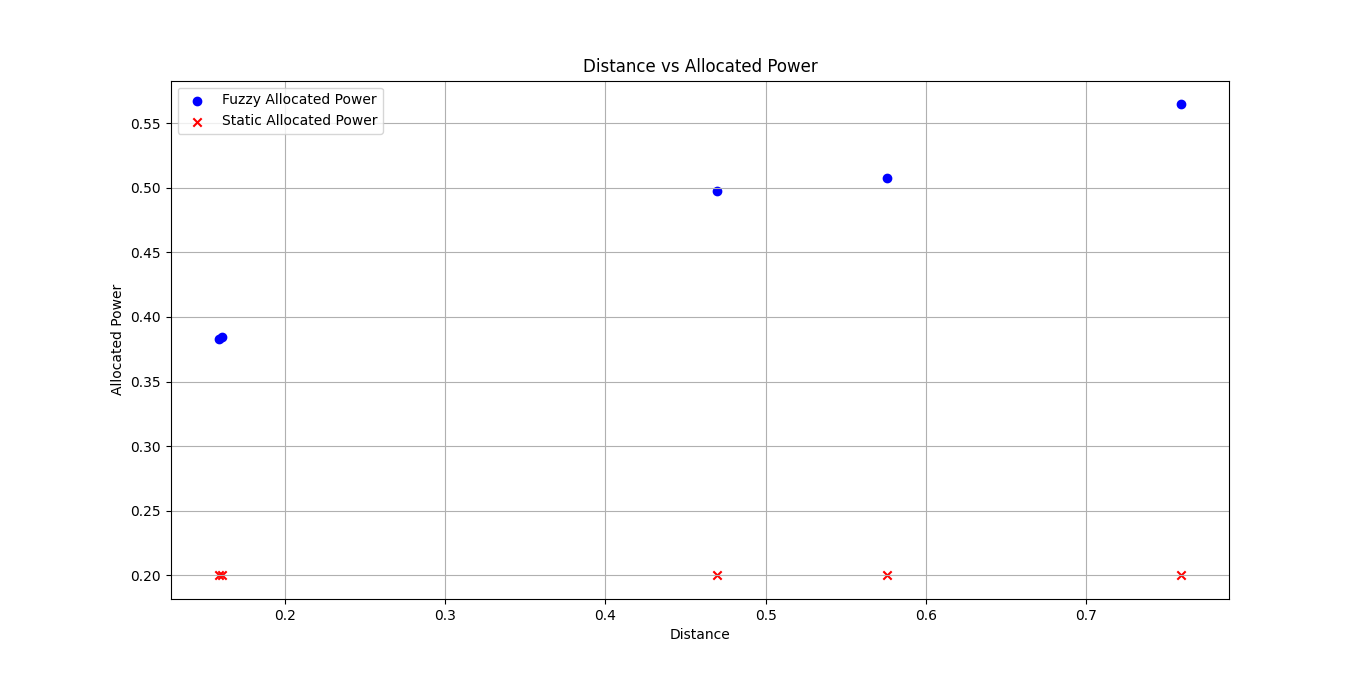 Distance vs Allocated Power
Fuzzy Allocated Power
Static Allocated Power
0.55
0.50
0.45
0.40
0.35
0.30
0.25
0.20
Allocated Power
0.2 0.3 0.4 0.5 0.6 0.7
Distance